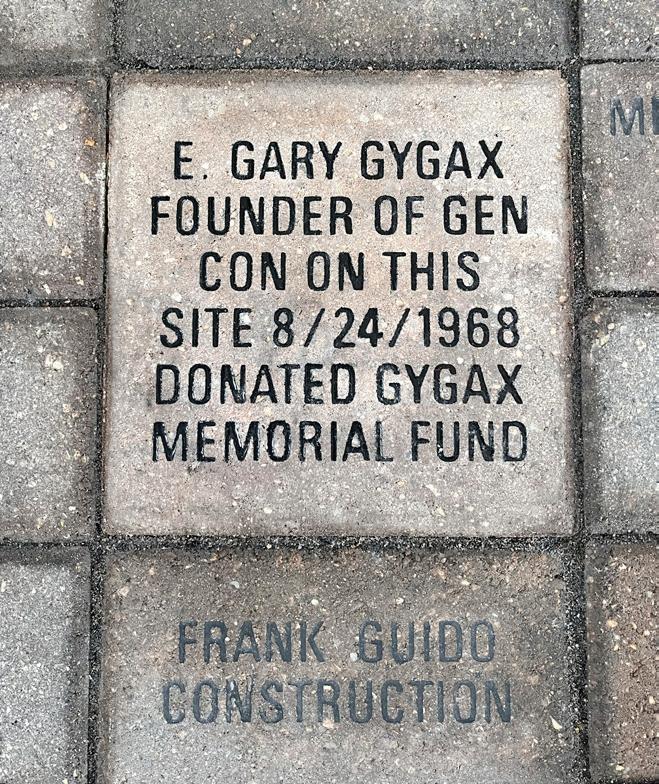 E. GARY GYGAX
FOUNDER OF GEN
CON ON THIS
SITE 8/24/1968
DONATED GYGAX
MEMORIAL FUND
FRANK GUIDO
CONSTRUCTION